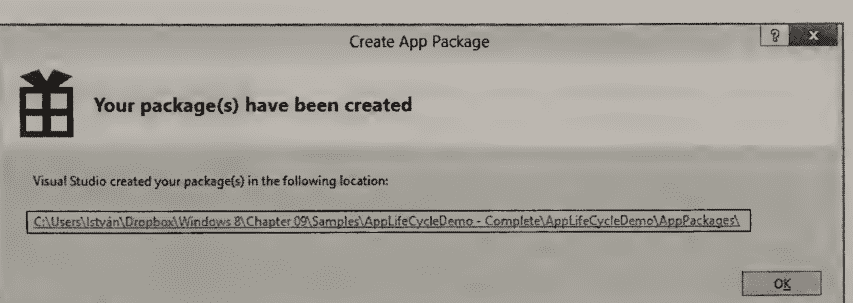 Create App Package
? x
Your package(s) have been created
Visual Studio created your package(s) in the following location:
C:\Users\István\Dropbox\Windows 8\Chapter 09\Samples\AppLifeCycleDemo - Complete\AppLifeCycleDemo\AppPackages\
OK